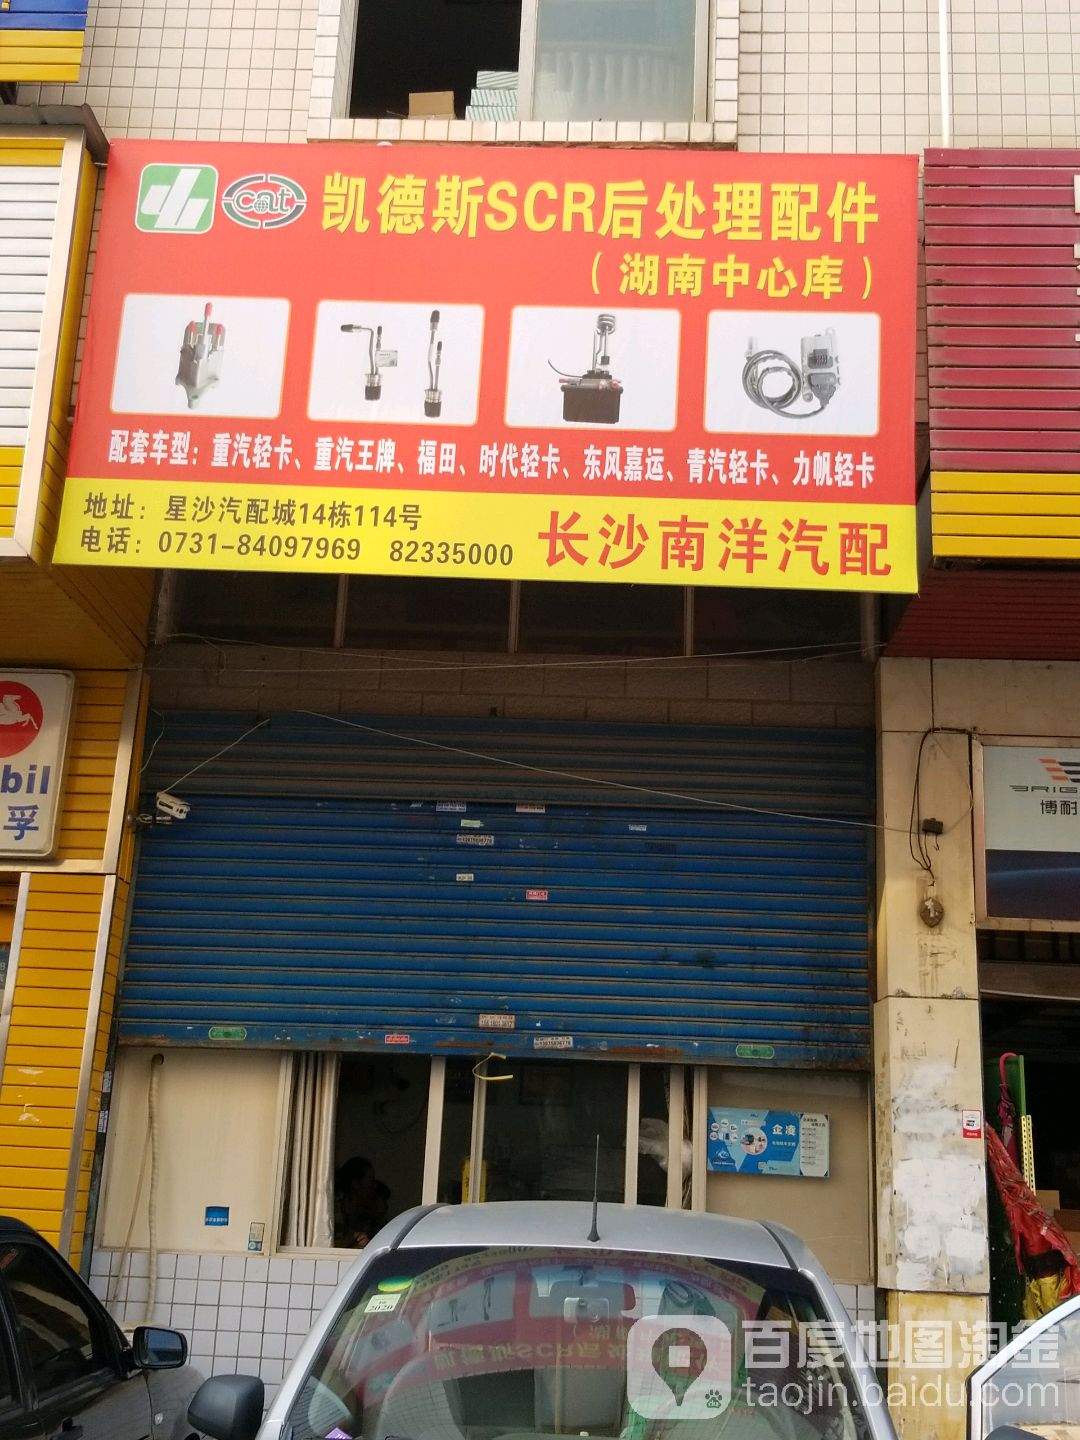 cat
凯德斯SCR后处理配件
（湖南中心库）
配套车型：重汽轻卡、重汽王牌、福田、时代轻卡、东风嘉运、青汽轻卡、力帆轻卡
地址：星沙汽配城14栋114号
电话：0731-84097969 82335000
长沙南洋汽配
bil
孚
博耐
企凌
2020
百度地图淘金
taojin.baidu.com